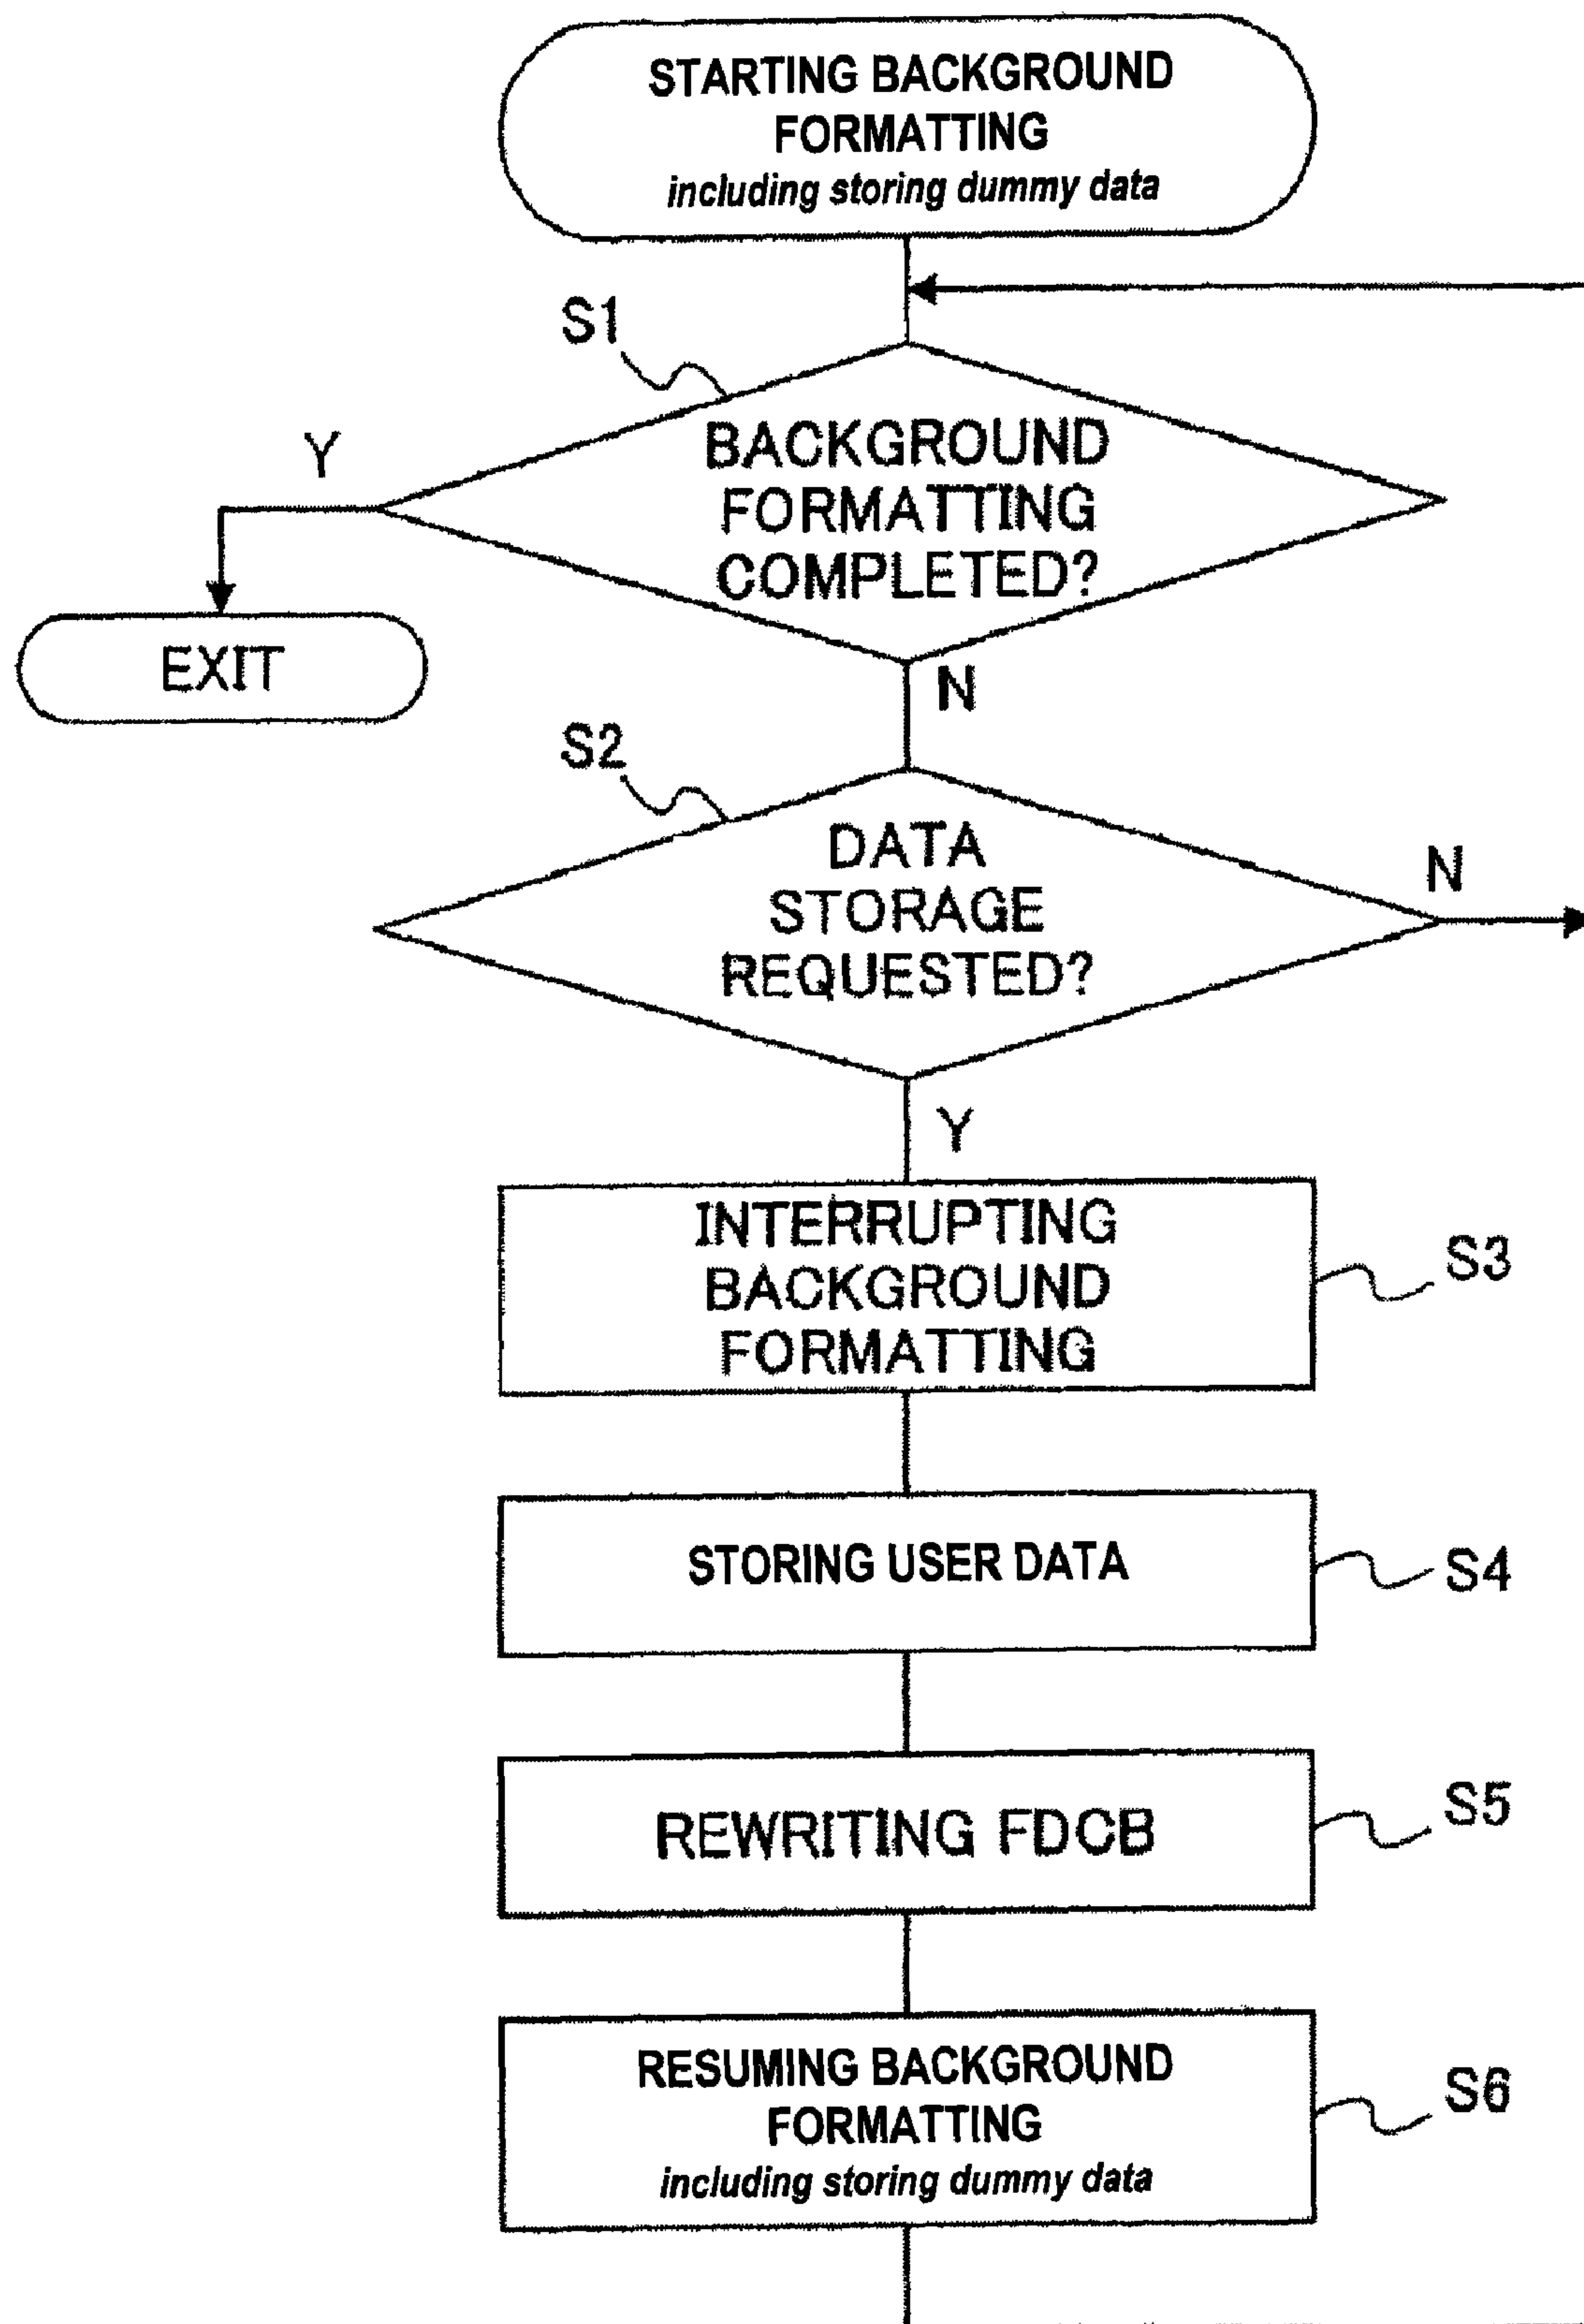 STARTING BACKGROUND
FORMATTING
including storing dummy data
S1
BACKGROUND
FORMATTING
COMPLETED?
Y
EXIT
N
S2
DATA
STORAGE
REQUESTED?
N
Y
INTERRUPTING
BACKGROUND
FORMATTING
S3
STORING USER DATA
S4
REWRITING FDCB
S5
RESUMING BACKGROUND
FORMATTING
including storing dummy data
S6